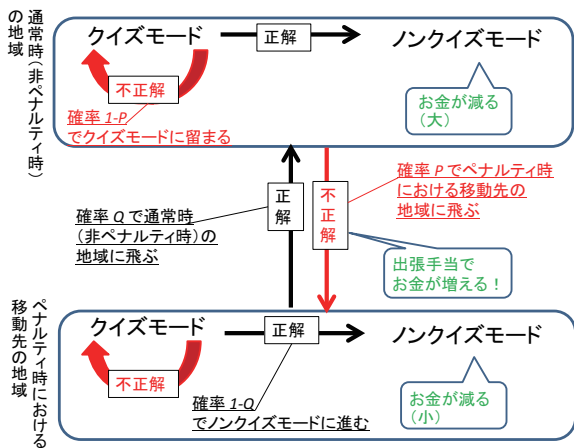 通常時(非ペナルティ時)
の地域
クイズモード
正解
ノンクイズモード
不正解
お金が減る
(大)
確率 1-P
でクイズモードに留まる
確率 Q で通常時
(非ペナルティ時)の
地域に飛ぶ
正解
不正解
確率 P でペナルティ時
における移動先の
地域に飛ぶ
出張手当で
お金が増える！
ペナルティ時における
移動先の地域
クイズモード
正解
ノンクイズモード
不正解
お金が減る
(小)
確率 1-Q
でノンクイズモードに進む